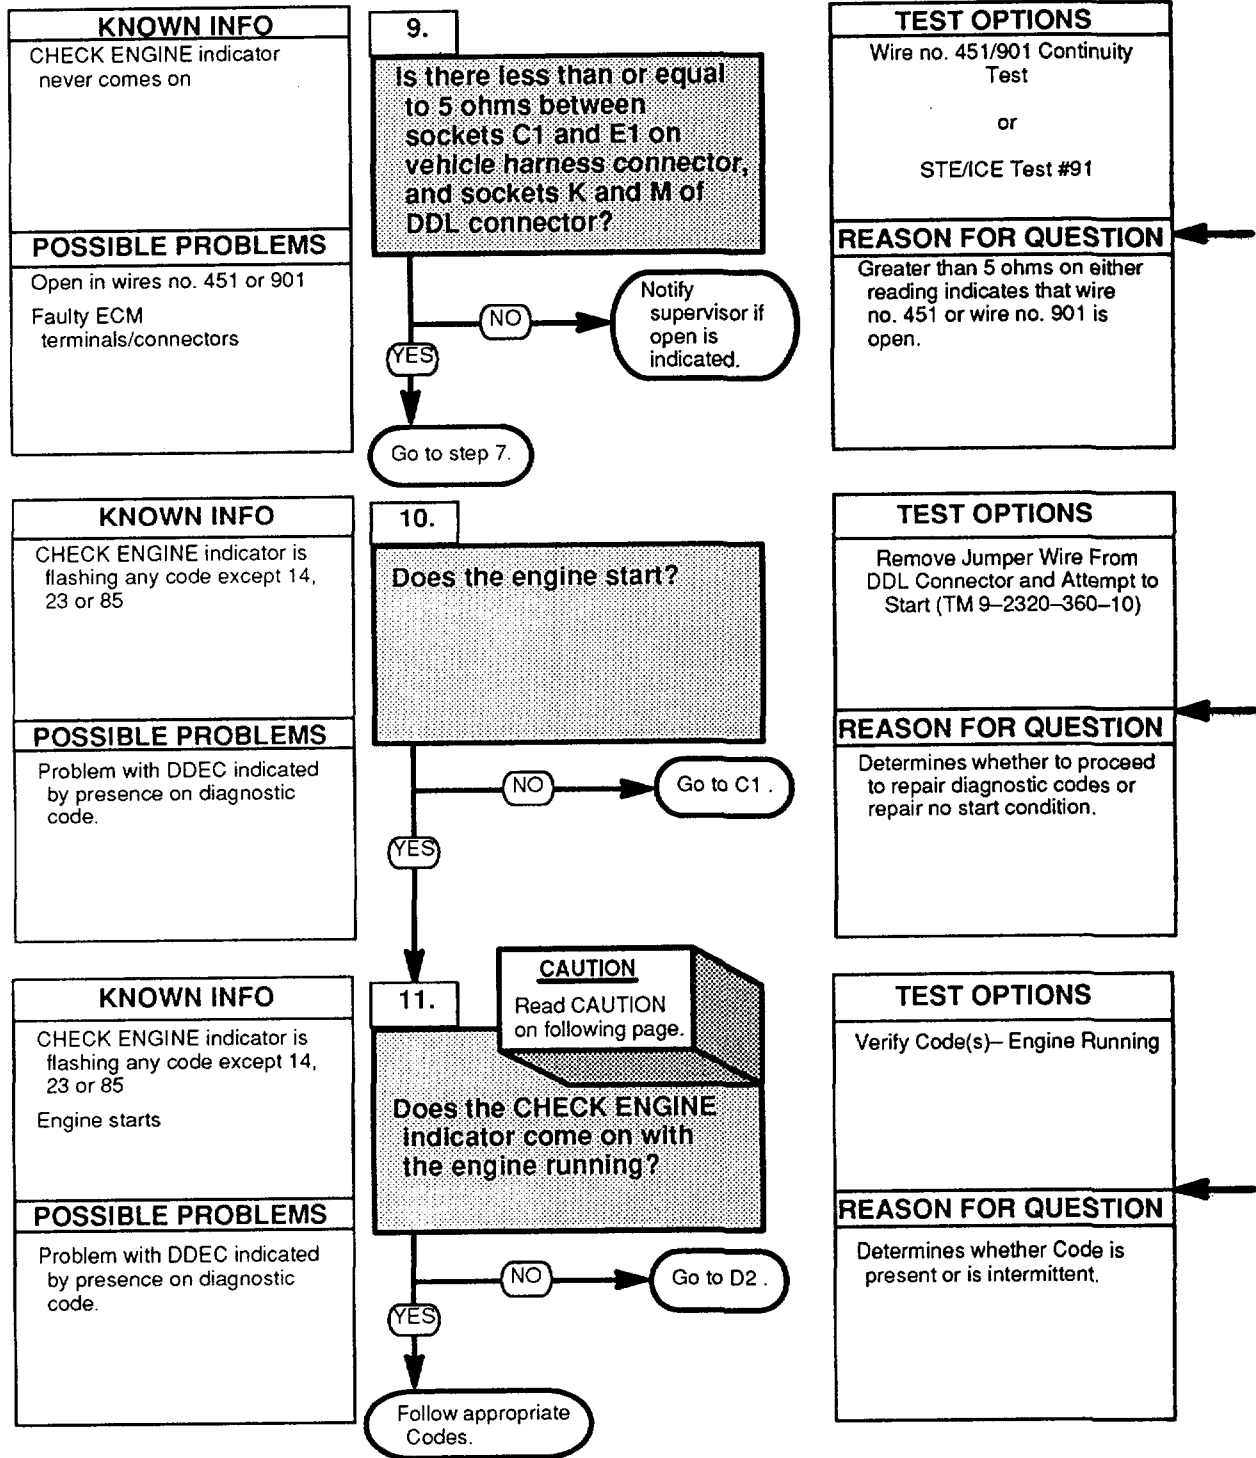 KNOWN INFO
CHECK ENGINE indicator
never comes on
POSSIBLE PROBLEMS
Open in wires no. 451 or 901
Faulty ECM
terminals/connectors
9.
Is there less than or equal
to 5 ohms between
sockets C1 and E1 on
vehicle harness connector,
and sockets K and M of
DDL connector?
NO
Notify
supervisor if
open is
indicated.
YES
Go to step 7.
TEST OPTIONS
Wire no. 451/901 Continuity
Test
or
STE/ICE Test #91
REASON FOR QUESTION
Greater than 5 ohms on either
reading indicates that wire
no. 451 or wire no. 901 is
open.
KNOWN INFO
CHECK ENGINE indicator is
flashing any code except 14,
23 or 85
POSSIBLE PROBLEMS
Problem with DDEC indicated
by presence on diagnostic
code.
10.
Does the engine start?
NO
Go to C1 .
YES
TEST OPTIONS
Remove Jumper Wire From
DDL Connector and Attempt to
Start (TM 9–2320–360–10)
REASON FOR QUESTION
Determines whether to proceed
to repair diagnostic codes or
repair no start condition.
KNOWN INFO
CHECK ENGINE indicator is
flashing any code except 14,
23 or 85
Engine starts
POSSIBLE PROBLEMS
Problem with DDEC indicated
by presence on diagnostic
code.
11.
CAUTION
Read CAUTION
on following page.
Does the CHECK ENGINE
indicator come on with
the engine running?
NO
Go to D2 .
YES
Follow appropriate
Codes.
TEST OPTIONS
Verify Code(s)– Engine Running
REASON FOR QUESTION
Determines whether Code is
present or is intermittent.